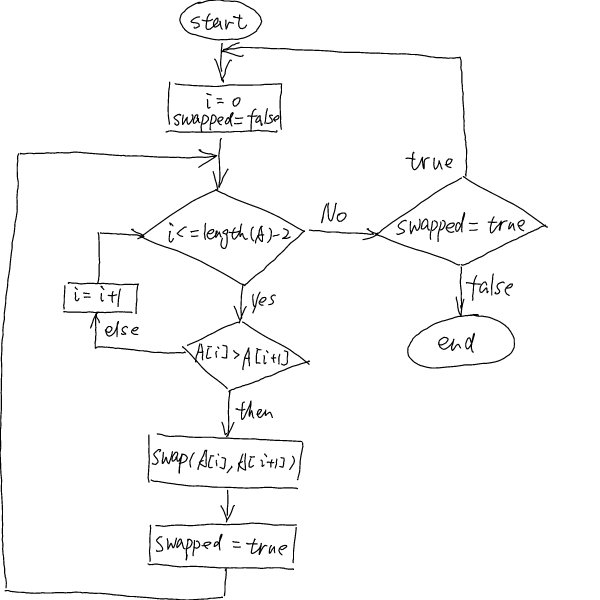 start
i = 0
swapped = false
true
i <= length(A)-2
No
swapped = true
i = i+1
yes
false
else
A[i] > A[i+1]
end
then
swap(A[i], A[i+1])
swapped = true